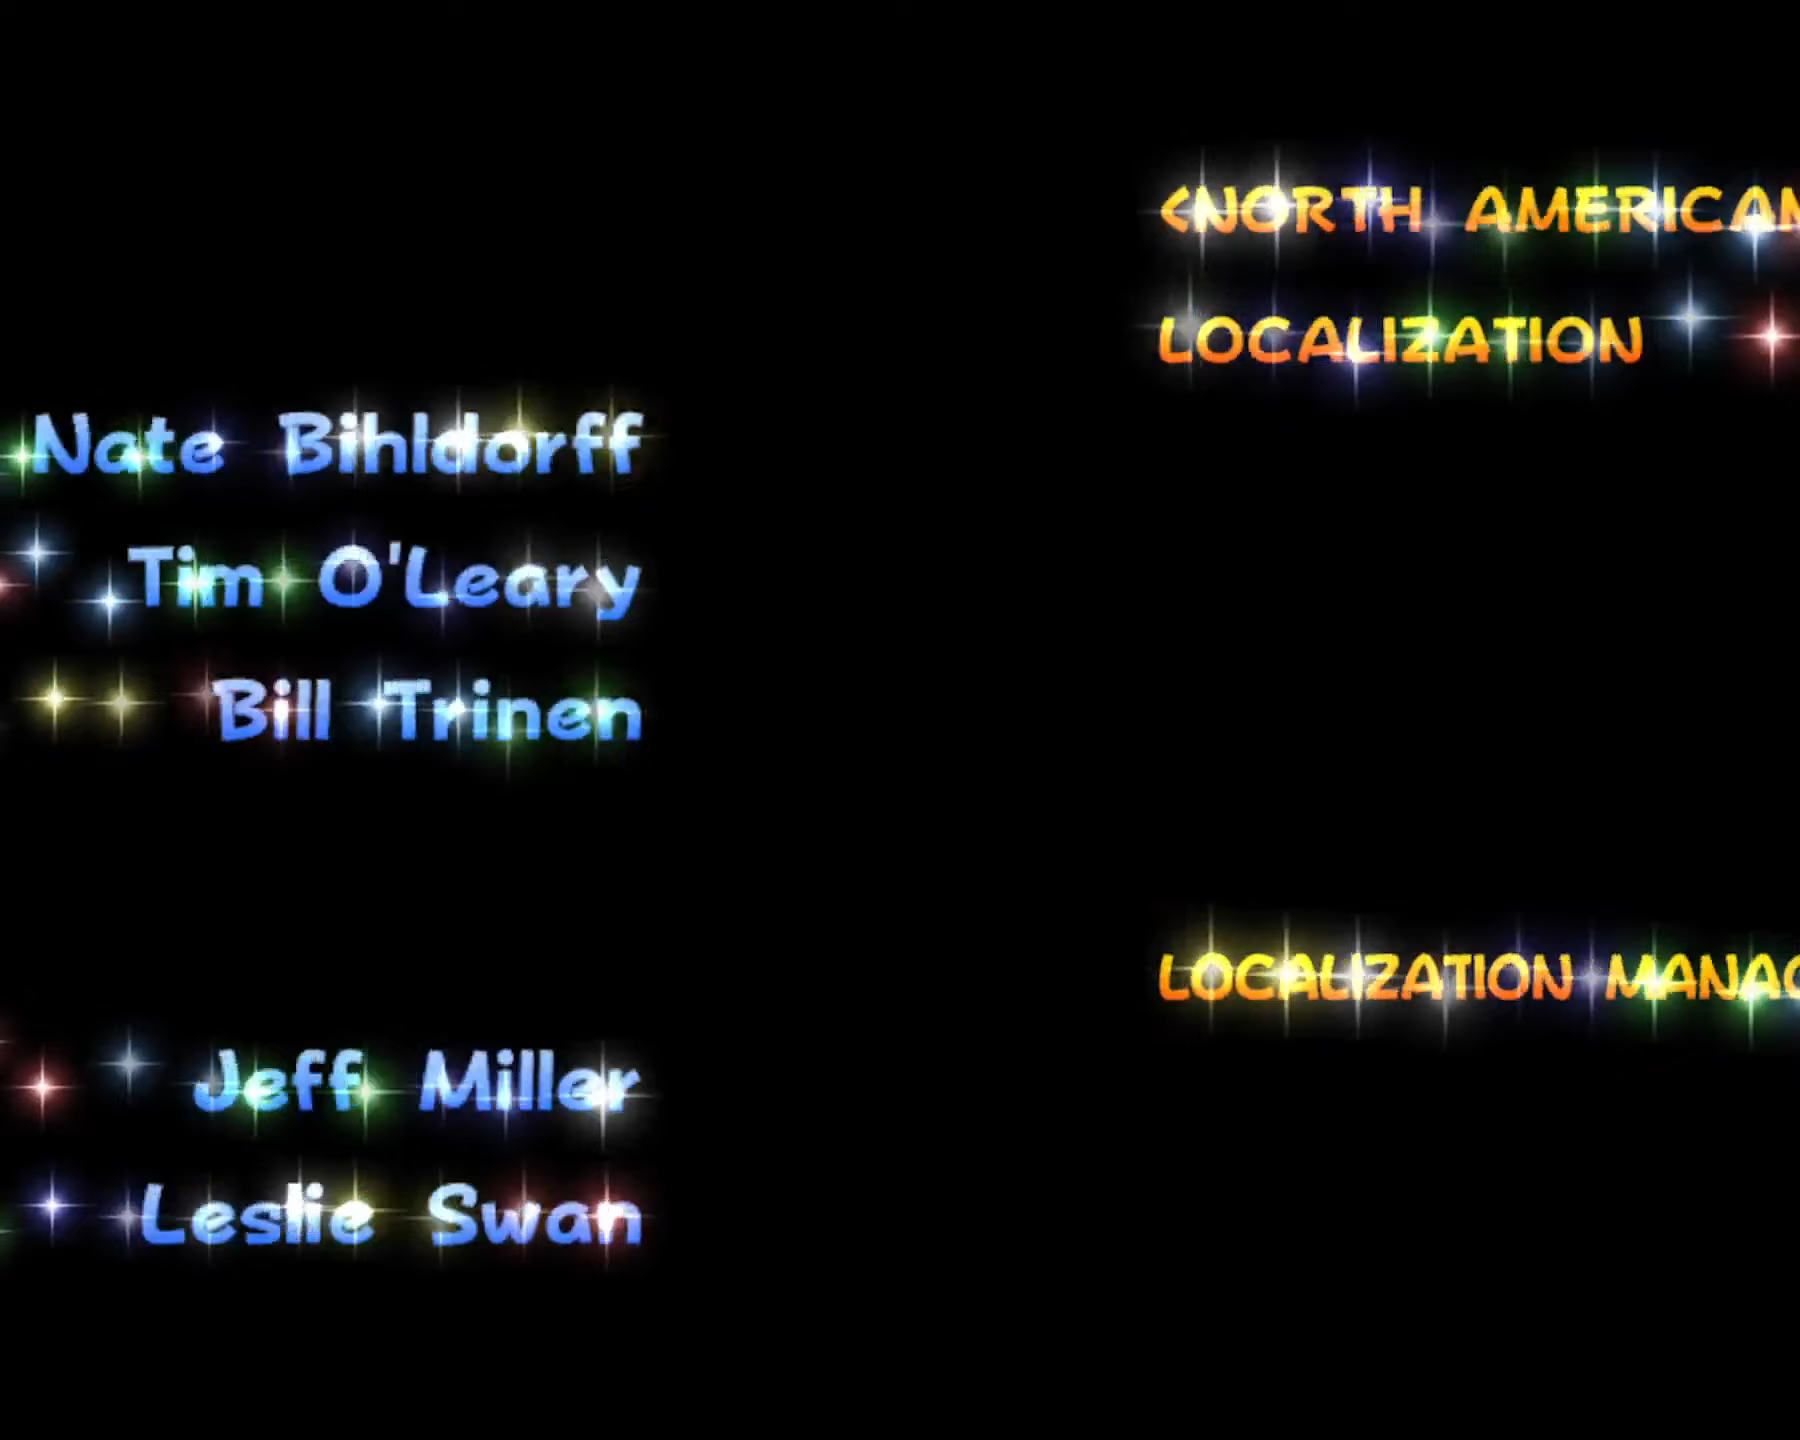 <NORTH AMERICAN
LOCALIZATION
Nate Bihldorff
Tim O'Leary
Bill Trinen
LOCALIZATION
Jeff Miller
Leslie Swan